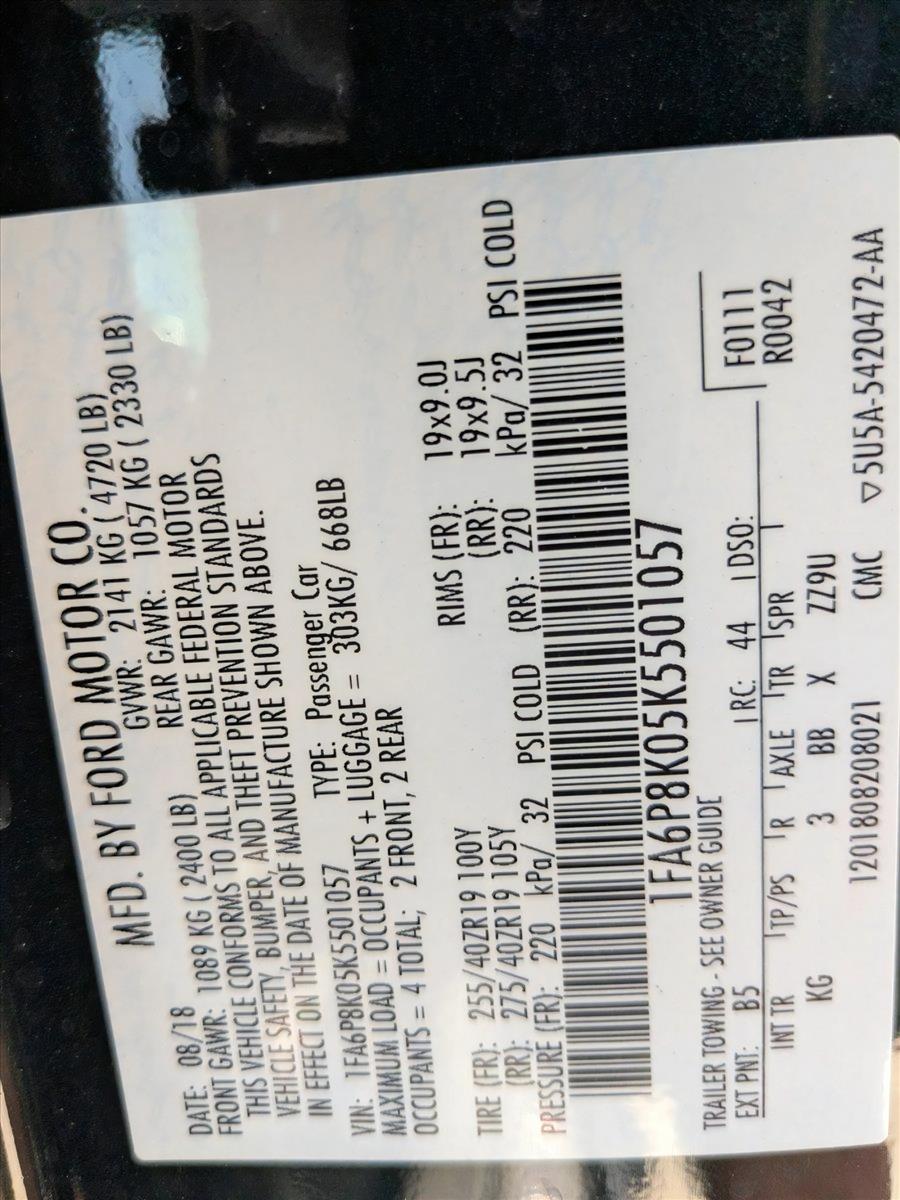 MFD. BY FORD MOTOR CO.
DATE: 08/18 GVWR: 2141 KG ( 4720 LB)
FRONT GAWR: 1089 KG ( 2400 LB) REAR GAWR: 1057 KG ( 2330 LB)
THIS VEHICLE CONFORMS TO ALL APPLICABLE FEDERAL MOTOR
VEHICLE SAFETY, BUMPER, AND THEFT PREVENTION STANDARDS
IN EFFECT ON THE DATE OF MANUFACTURE SHOWN ABOVE.
VIN: 1FA6P8K05K5501057 TYPE: Passenger Car
MAXIMUM LOAD = OCCUPANTS + LUGGAGE = 303KG/ 668LB
OCCUPANTS = 4 TOTAL; 2 FRONT, 2 REAR
TIRE (FR): 255/40ZR19 100Y RIMS (FR): 19x9.0J
(RR): 275/40ZR19 105Y (RR): 19x9.5J
PRESSURE (FR): 220 kPa/ 32 PSI COLD (RR): 220 kPa/ 32 PSI COLD
1FA6P8K05K5501057
TRAILER TOWING - SEE OWNER GUIDE
F0111
R0042
EXT PNT: B5 RC: 44 DSO:
INT TR TP/PS R AXLE TR SPR
KG 3 BB X ZZ9U
1201808208021 CMC ▽5U5A-5420472-AA